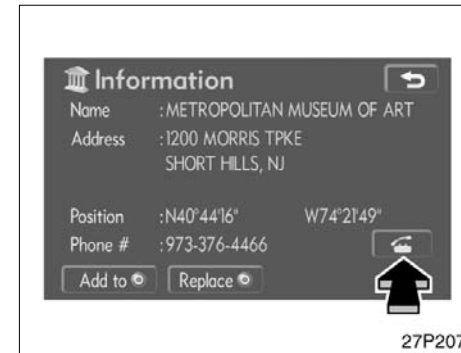 Information
Name : METROPOLITAN MUSEUM OF ART
Address : 1200 MORRIS TPKE
SHORT HILLS, NJ
Position : N40°44'16" W74°21'49"
Phone # : 973-376-4466
Add to Replace
27P207